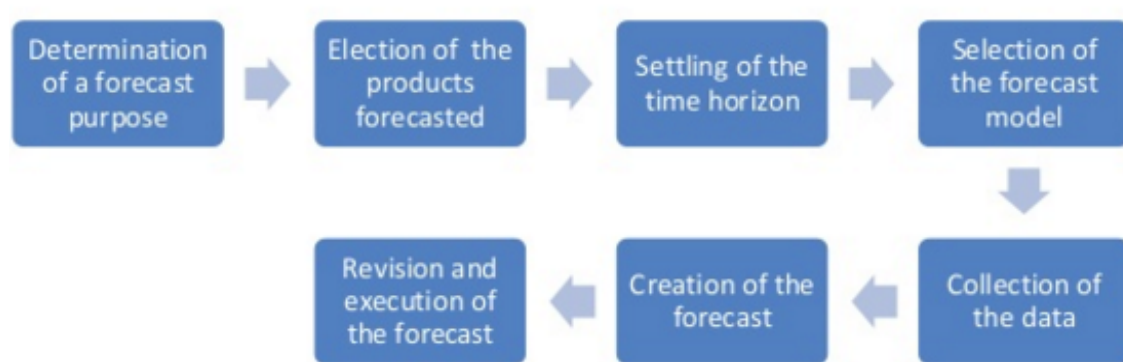 Determination
of a forecast
purpose
Election of the
products
forecasted
Settling of the
time horizon
Selection of
the forecast
model
Collection of
the data
Creation of the
forecast
Revision and
execution of
the forecast